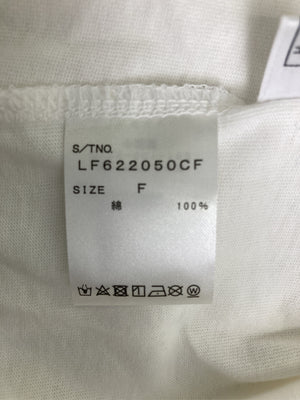 S/TNO.
LF622050CF
SIZE F
綿 100%